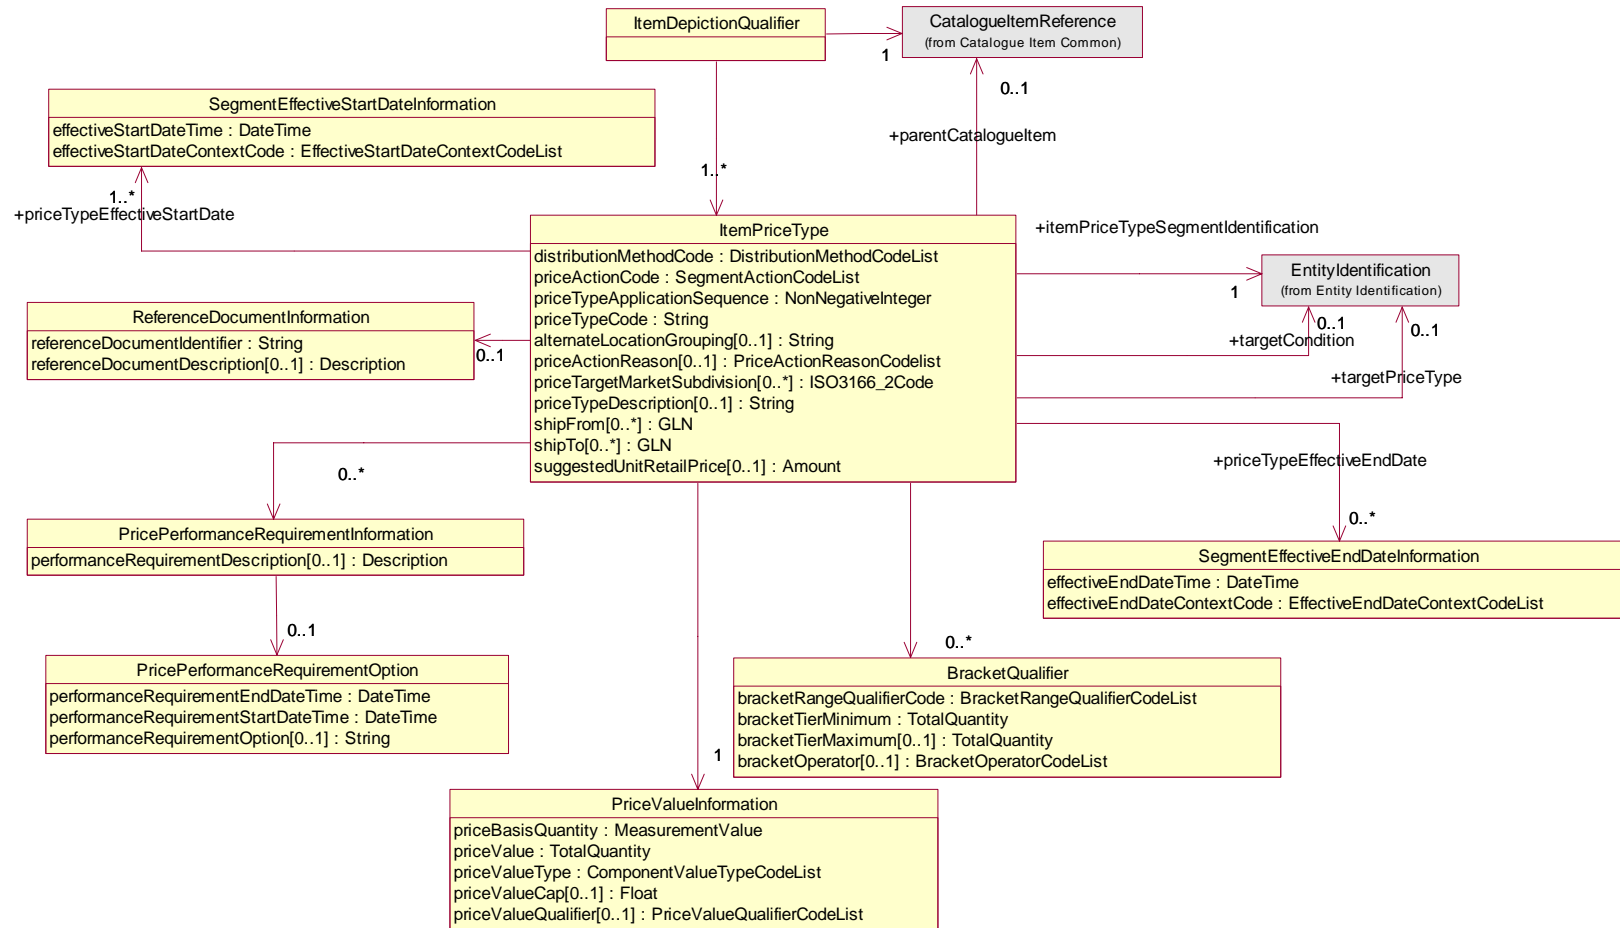 ItemDepictionQualifier
CatalogueItemReference
(from Catalogue Item Common)
1
0..1
+parentCatalogueItem
1..*
SegmentEffectiveStartDateInformation
effectiveStartDateTime : DateTime
effectiveStartDateContextCode : EffectiveStartDateContextCodeList
1..*
+priceTypeEffectiveStartDate
ItemPriceType
distributionMethodCode : DistributionMethodCodeList
priceActionCode : SegmentActionCodeList
priceTypeApplicationSequence : NonNegativeInteger
priceTypeCode : String
alternateLocationGrouping[0..1] : String
priceActionReason[0..1] : PriceActionReasonCodelist
priceTargetMarketSubdivision[0..*] : ISO3166_2Code
priceTypeDescription[0..1] : String
shipFrom[0..*] : GLN
shipTo[0..*] : GLN
suggestedUnitRetailPrice[0..1] : Amount
+itemPriceTypeSegmentIdentification
1
EntityIdentification
(from Entity Identification)
0..1
+targetCondition
0..1
+targetPriceType
ReferenceDocumentInformation
referenceDocumentIdentifier : String
referenceDocumentDescription[0..1] : Description
0..1
0..*
+priceTypeEffectiveEndDate
0..*
PricePerformanceRequirementInformation
performanceRequirementDescription[0..1] : Description
SegmentEffectiveEndDateInformation
effectiveEndDateTime : DateTime
effectiveEndDateContextCode : EffectiveEndDateContextCodeList
0..1
0..*
PricePerformanceRequirementOption
performanceRequirementEndDateTime : DateTime
performanceRequirementStartDateTime : DateTime
performanceRequirementOption[0..1] : String
BracketQualifier
bracketRangeQualifierCode : BracketRangeQualifierCodeList
bracketTierMinimum : TotalQuantity
bracketTierMaximum[0..1] : TotalQuantity
bracketOperator[0..1] : BracketOperatorCodeList
1
PriceValueInformation
priceBasisQuantity : MeasurementValue
priceValue : TotalQuantity
priceValueType : ComponentValueTypeCodeList
priceValueCap[0..1] : Float
priceValueQualifier[0..1] : PriceValueQualifierCodeList